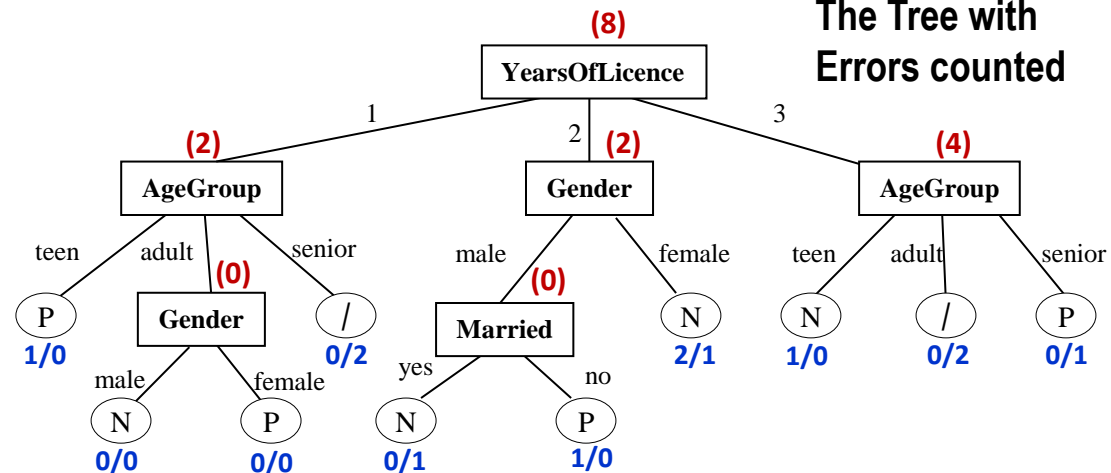 The Tree with
Errors counted
(8)
YearsOfLicence
1
2
3
(2)
(2)
(4)
AgeGroup
Gender
AgeGroup
teen
adult
senior
male
female
teen
adult
senior
(0)
(0)
P
Gender
/
Married
N
N
/
P
1/0
0/2
2/1
1/0
0/2
0/1
male
female
yes
no
N
P
N
P
0/0
0/0
0/1
1/0